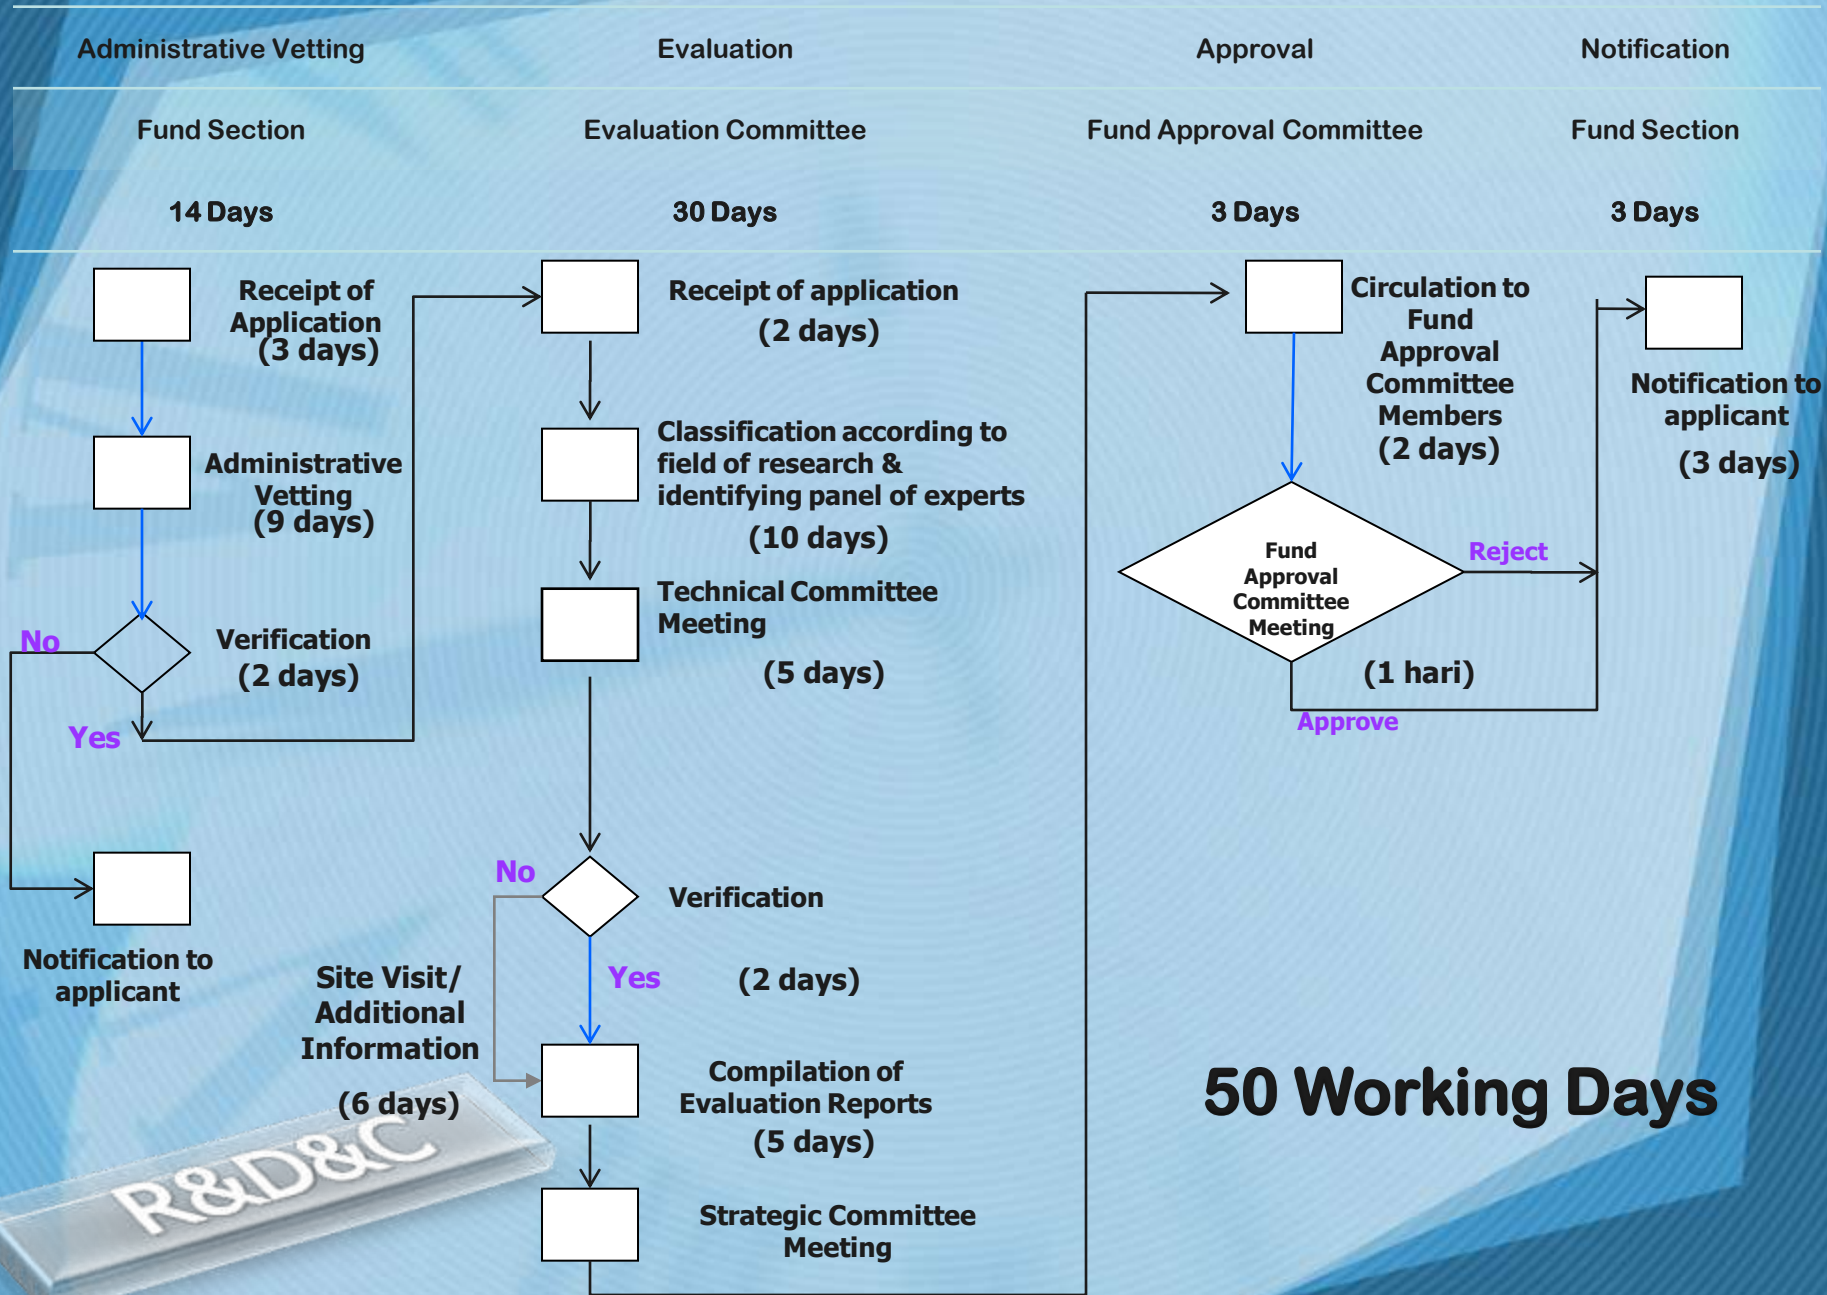 Administrative Vetting
Evaluation
Approval
Notification
Fund Section
Evaluation Committee
Fund Approval Committee
Fund Section
14 Days
30 Days
3 Days
3 Days
Receipt of
Application
(3 days)
Administrative
Vetting
(9 days)
No
Verification
(2 days)
Yes
Notification to
applicant
Receipt of application
(2 days)
Classification according to
field of research &
identifying panel of experts
(10 days)
Technical Committee
Meeting
(5 days)
No
Verification
Yes
(2 days)
Site Visit/
Additional
Information
(6 days)
Compilation of
Evaluation Reports
(5 days)
Strategic Committee
Meeting
Circulation to
Fund
Approval
Committee
Members
(2 days)
Fund
Approval
Committee
Meeting
Reject
(1 hari)
Approve
Notification to
applicant
(3 days)
50 Working Days
R&D&C